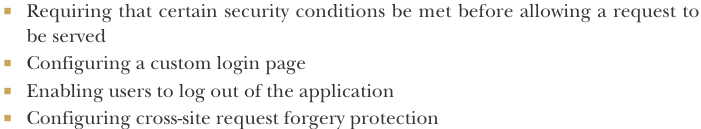 ▪ Requiring that certain security conditions be met before allowing a request to
be served
▪ Configuring a custom login page
▪ Enabling users to log out of the application
▪ Configuring cross-site request forgery protection